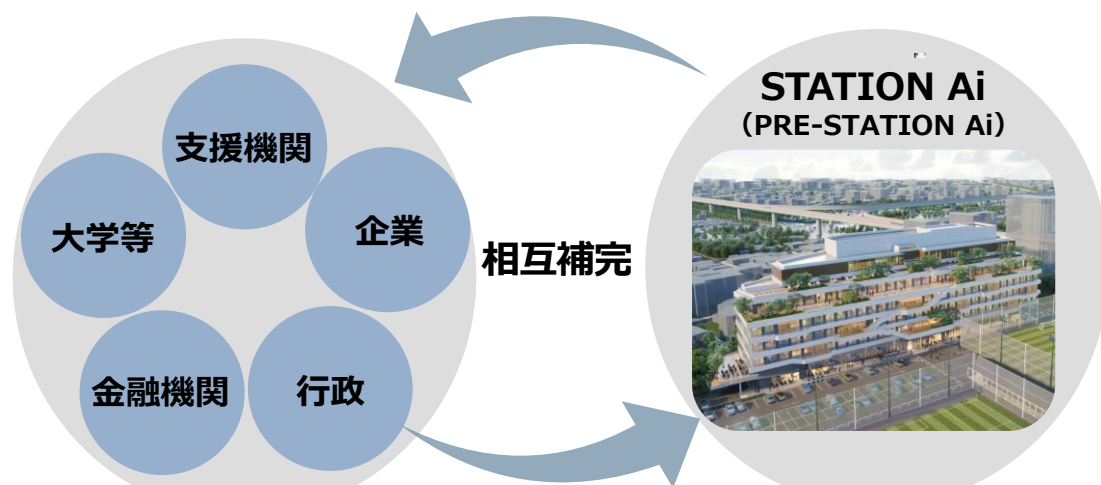 支援機関
大学等
企業
金融機関
行政
相互補完
STATION Ai
（PRE-STATION Ai）